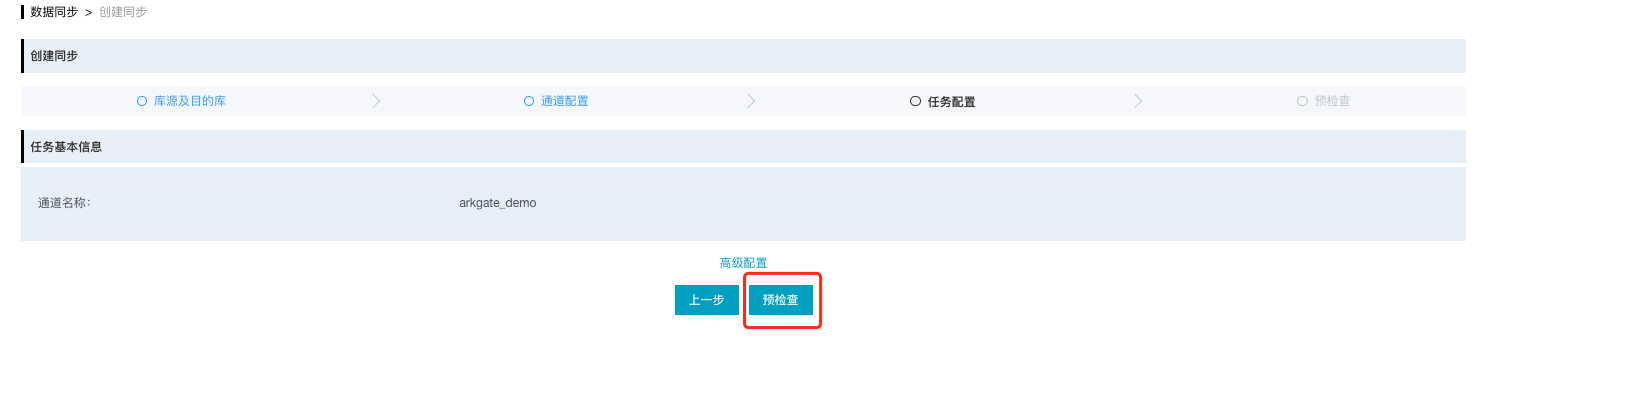 数据同步 > 创建同步
创建同步
库源及目的库 通道配置 任务配置 预检查
任务基本信息
通道名称: arkgate_demo
高级配置
上一步 预检查